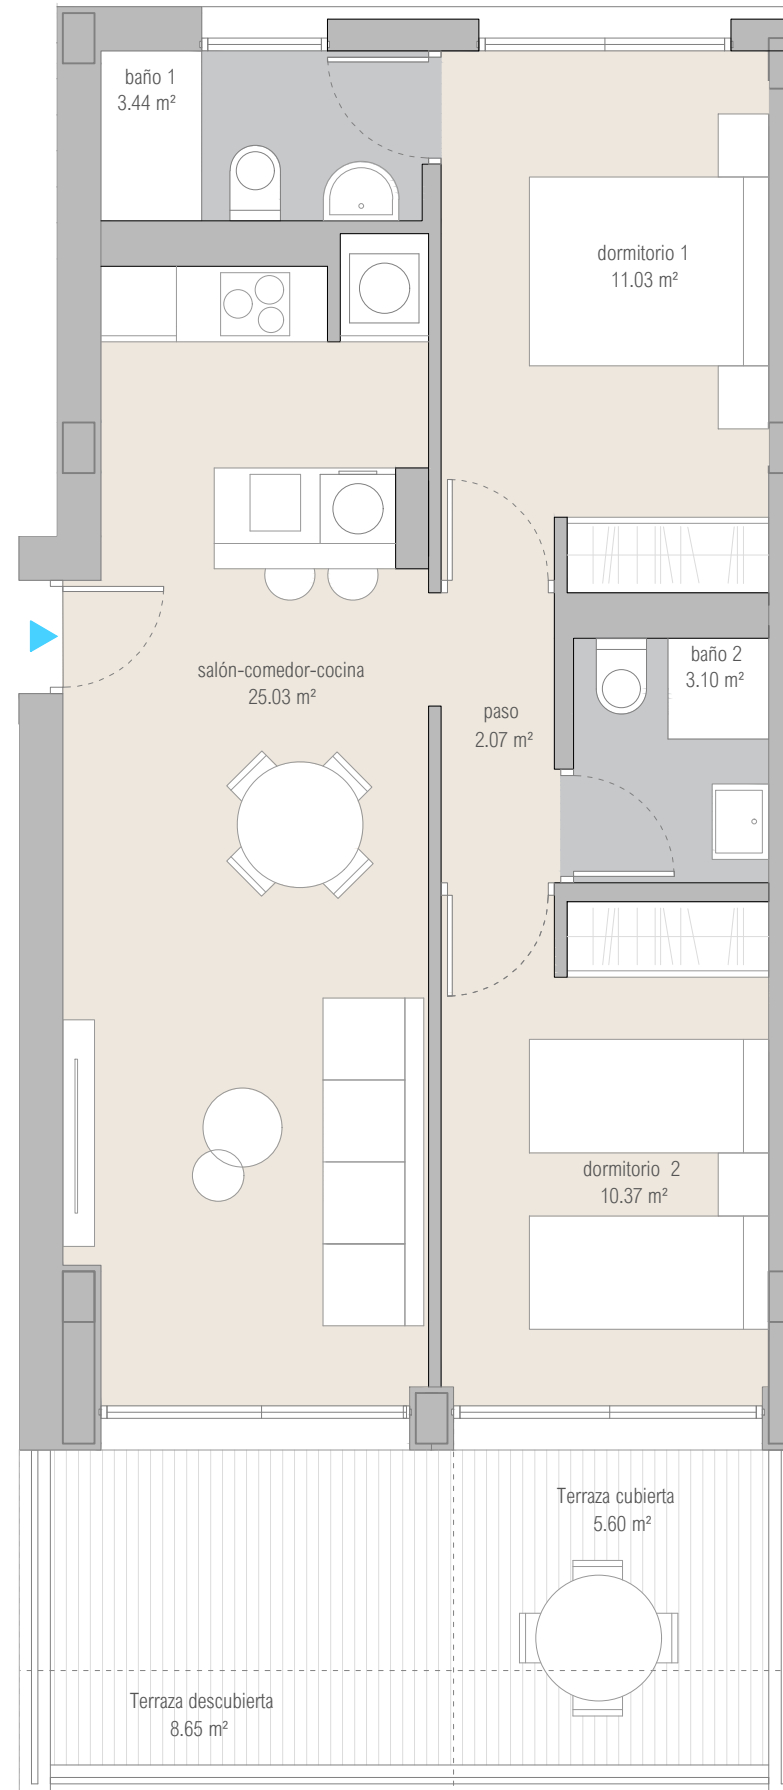 baño 1
3.44 m²
dormitorio 1
11.03 m²
salón-comedor-cocina
25.03 m²
baño 2
3.10 m²
paso
2.07 m²
dormitorio  2
10.37 m²
Terraza cubierta
5.60 m²
Terraza descubierta
8.65 m²